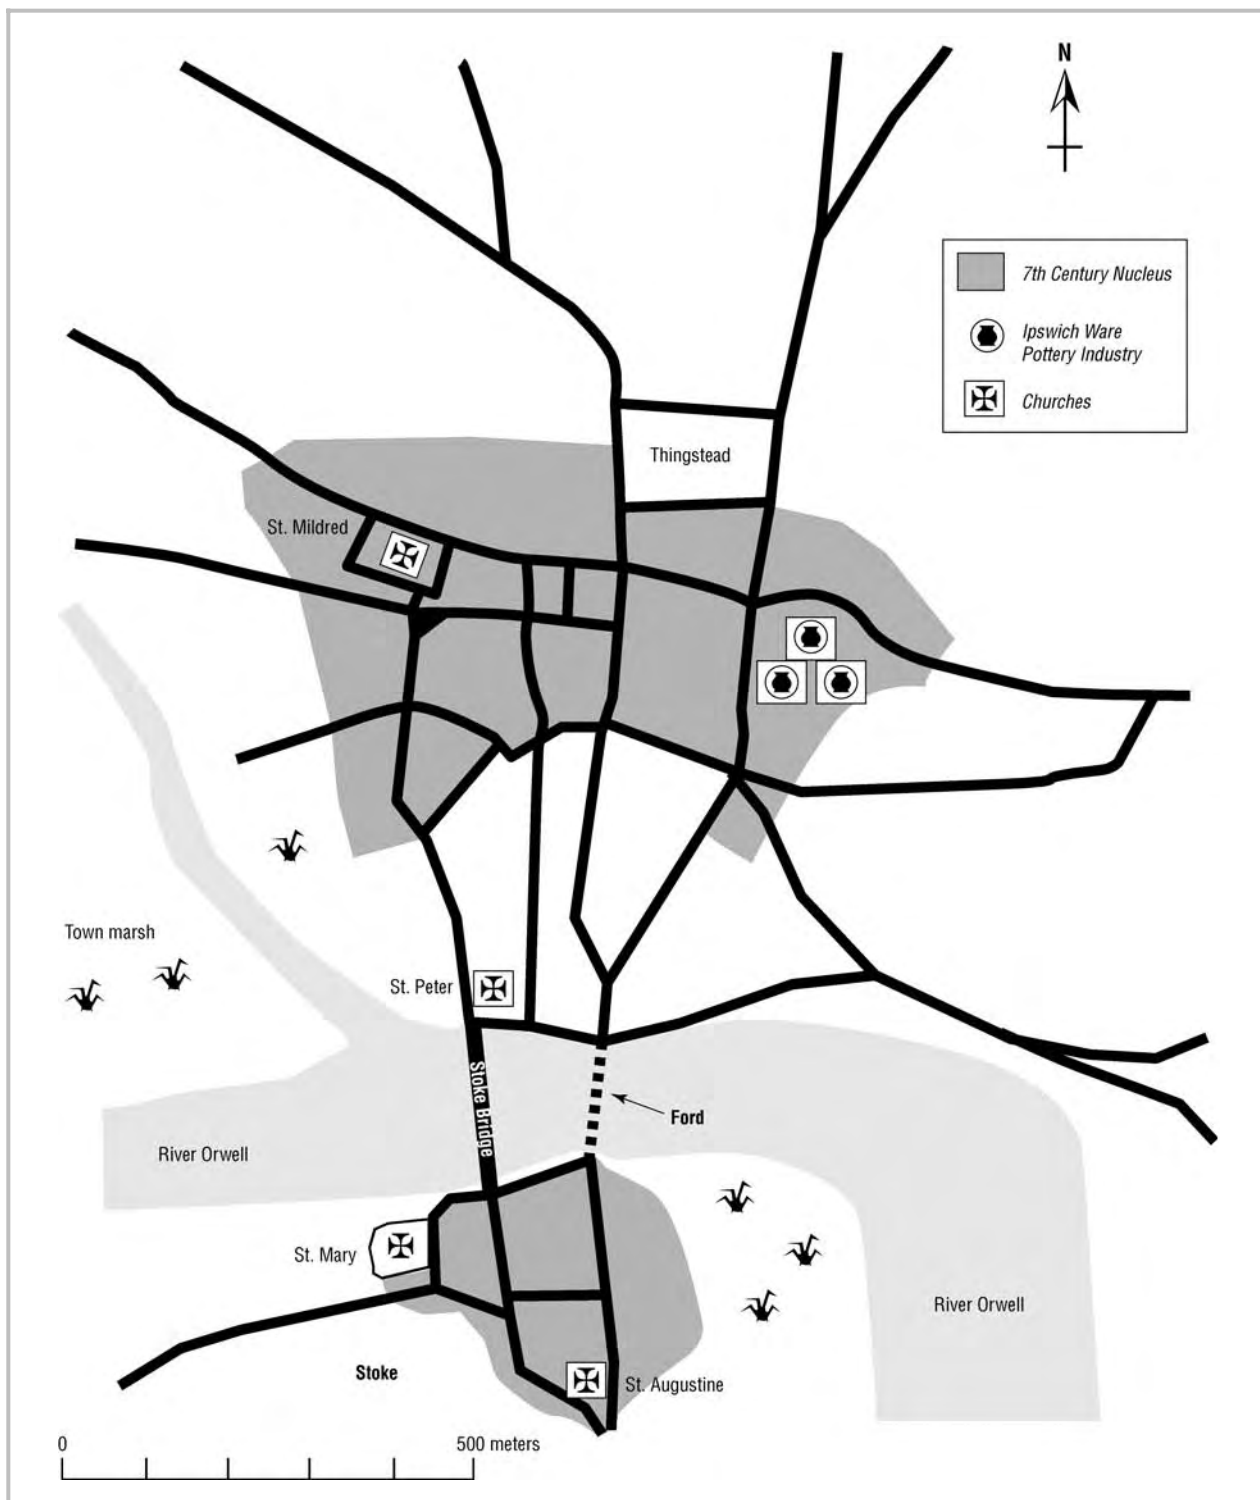 N
7th Century Nucleus
Ipswich Ware
Pottery Industry
Churches
Thingstead
St. Mildred
Town marsh
St. Peter
Stoke Bridge
Ford
River Orwell
St. Mary
River Orwell
Stoke
St. Augustine
0
500 meters